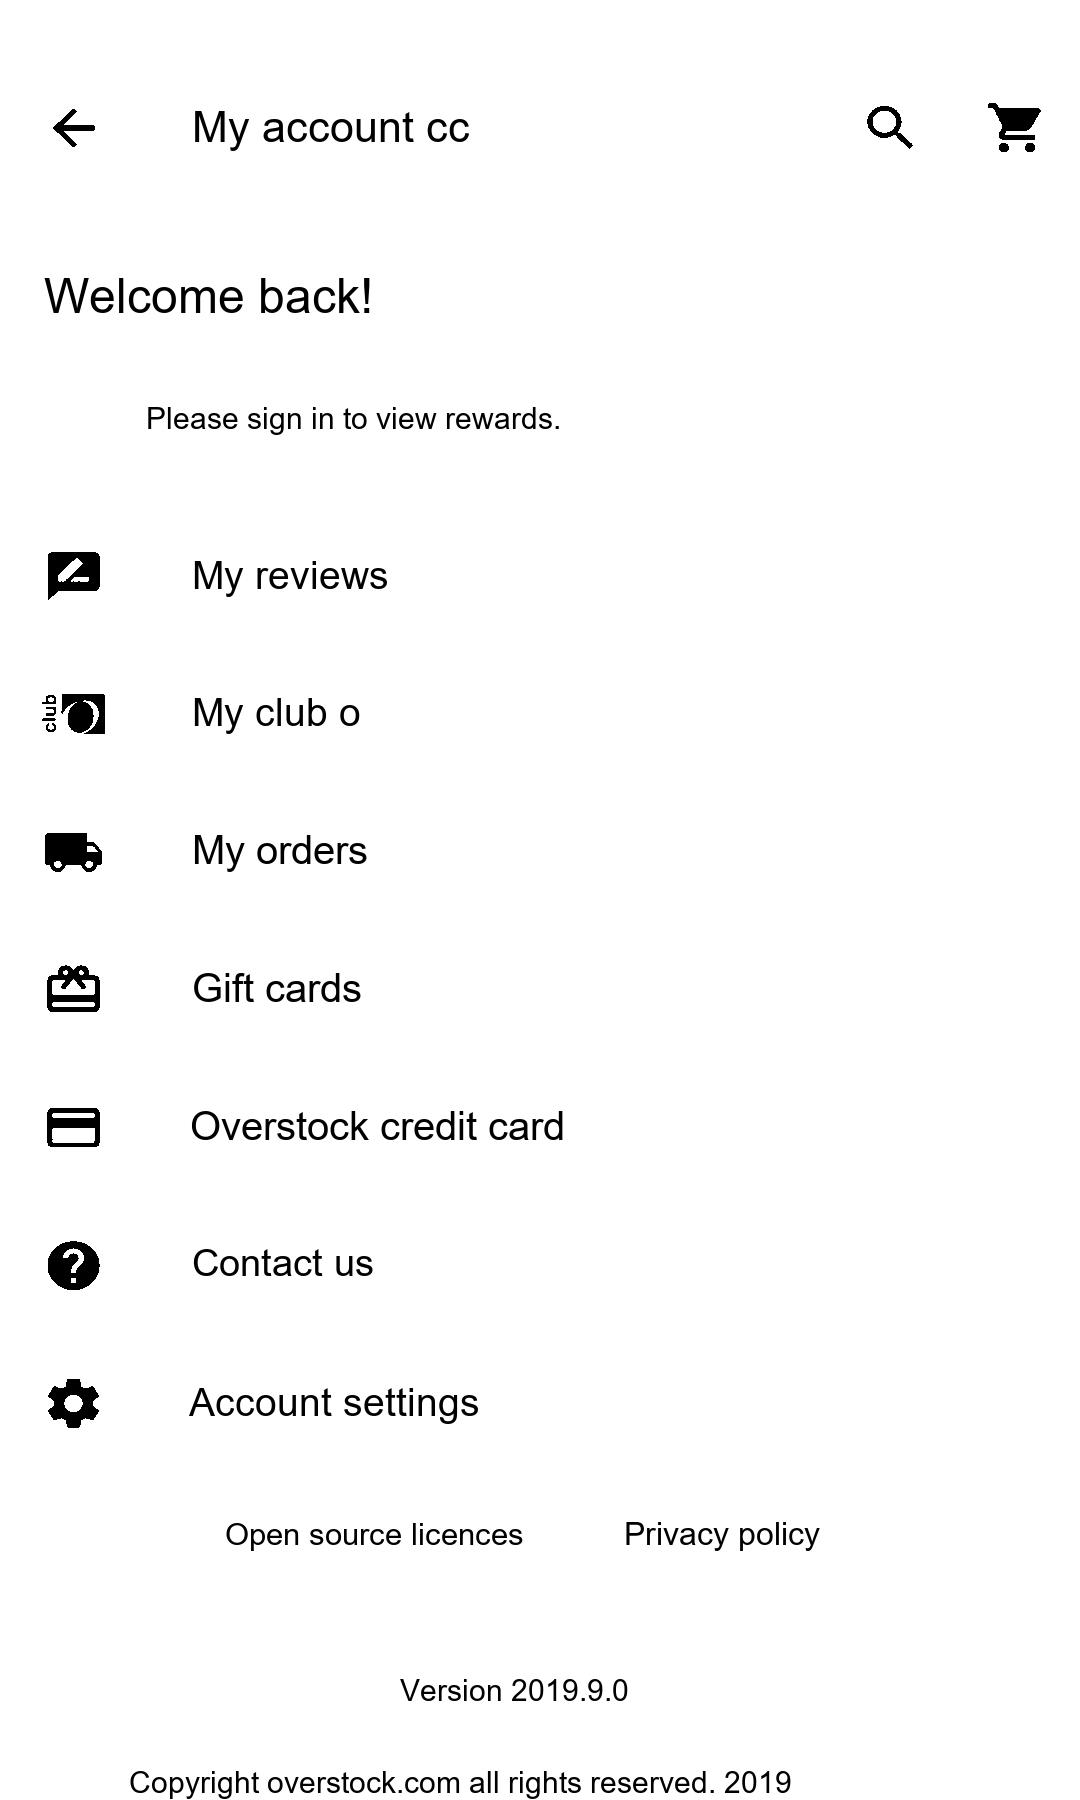 My account cc
Welcome back!
Please sign in to view rewards.
My reviews
club
My club o
My orders
Gift cards
Overstock credit card
Contact us
Account settings
Open source licences Privacy policy
Version 2019.9.0
Copyright overstock.com all rights reserved. 2019